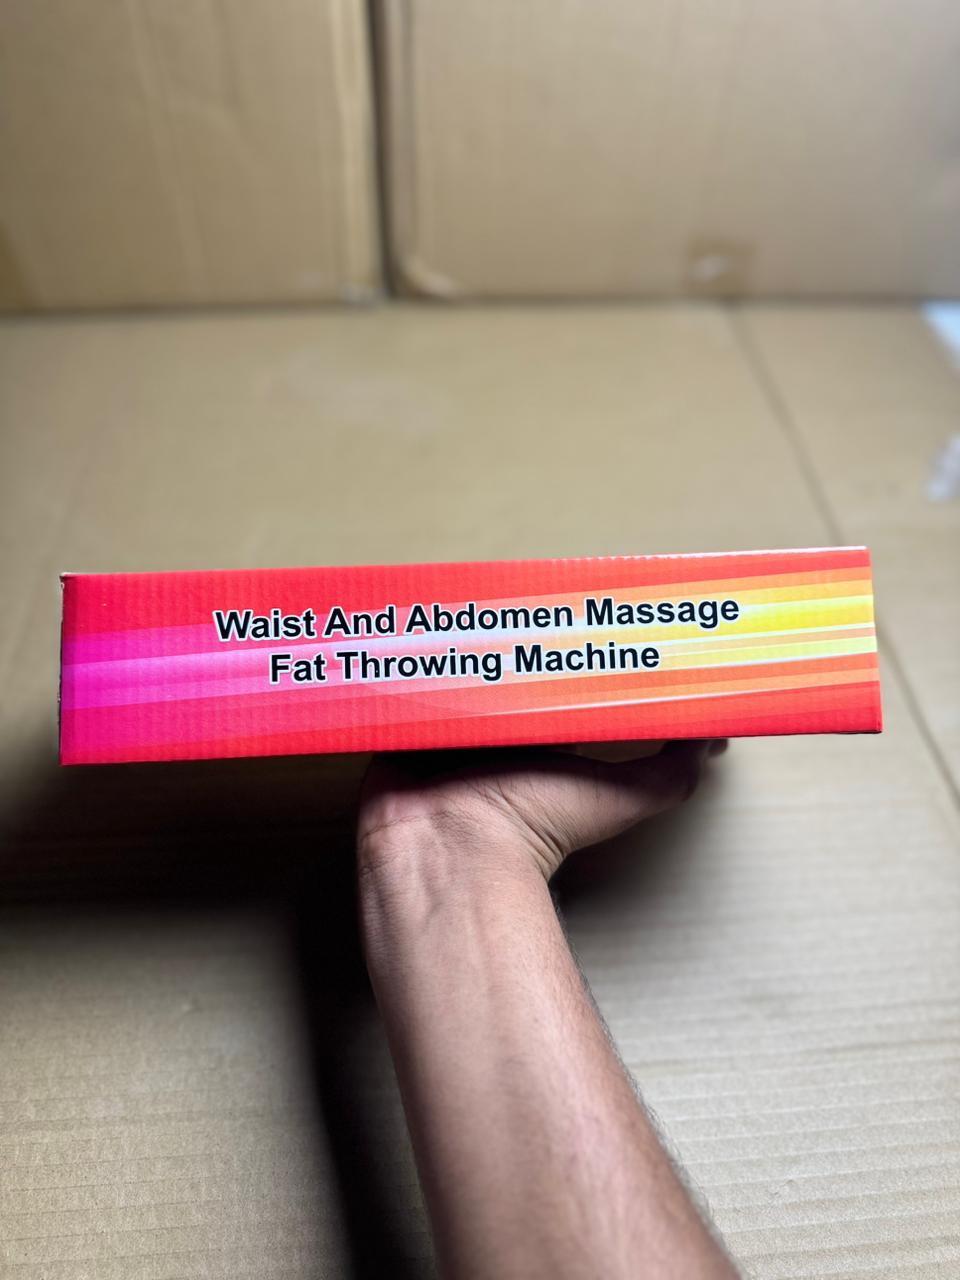 Waist And Abdomen Massage
Fat Throwing Machine